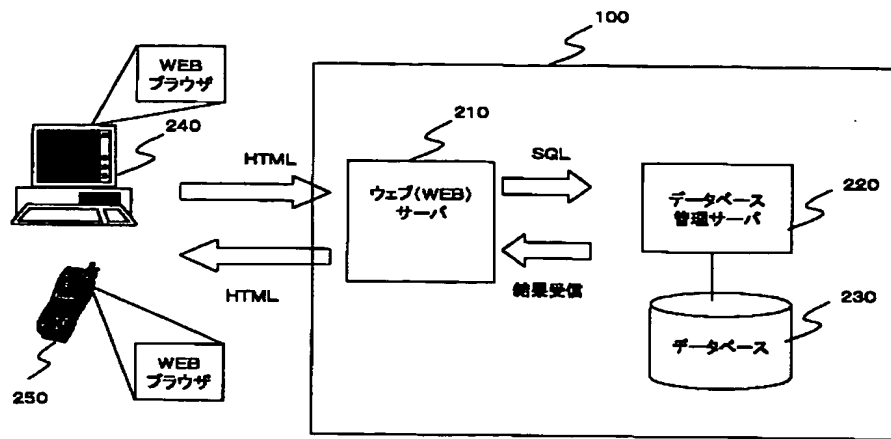 100
WEB
ブラウザ
240
210
HTML
SQL
ウェブ(WEB)
サーバ
データベース
管理サーバ
220
HTML
結果受信
230
データベース
WEB
ブラウザ
250